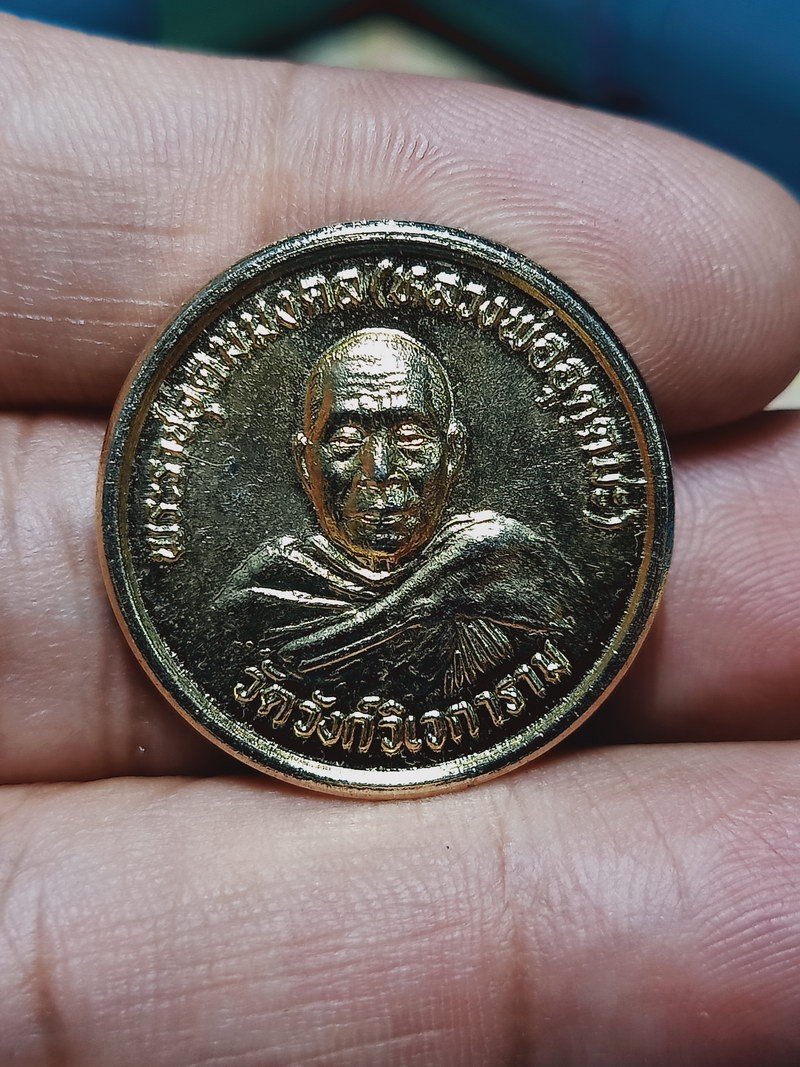 พระราชอุดมมงคล(หลวงพ่ออุตตมะ)
วัดวังก์วิเวการาม